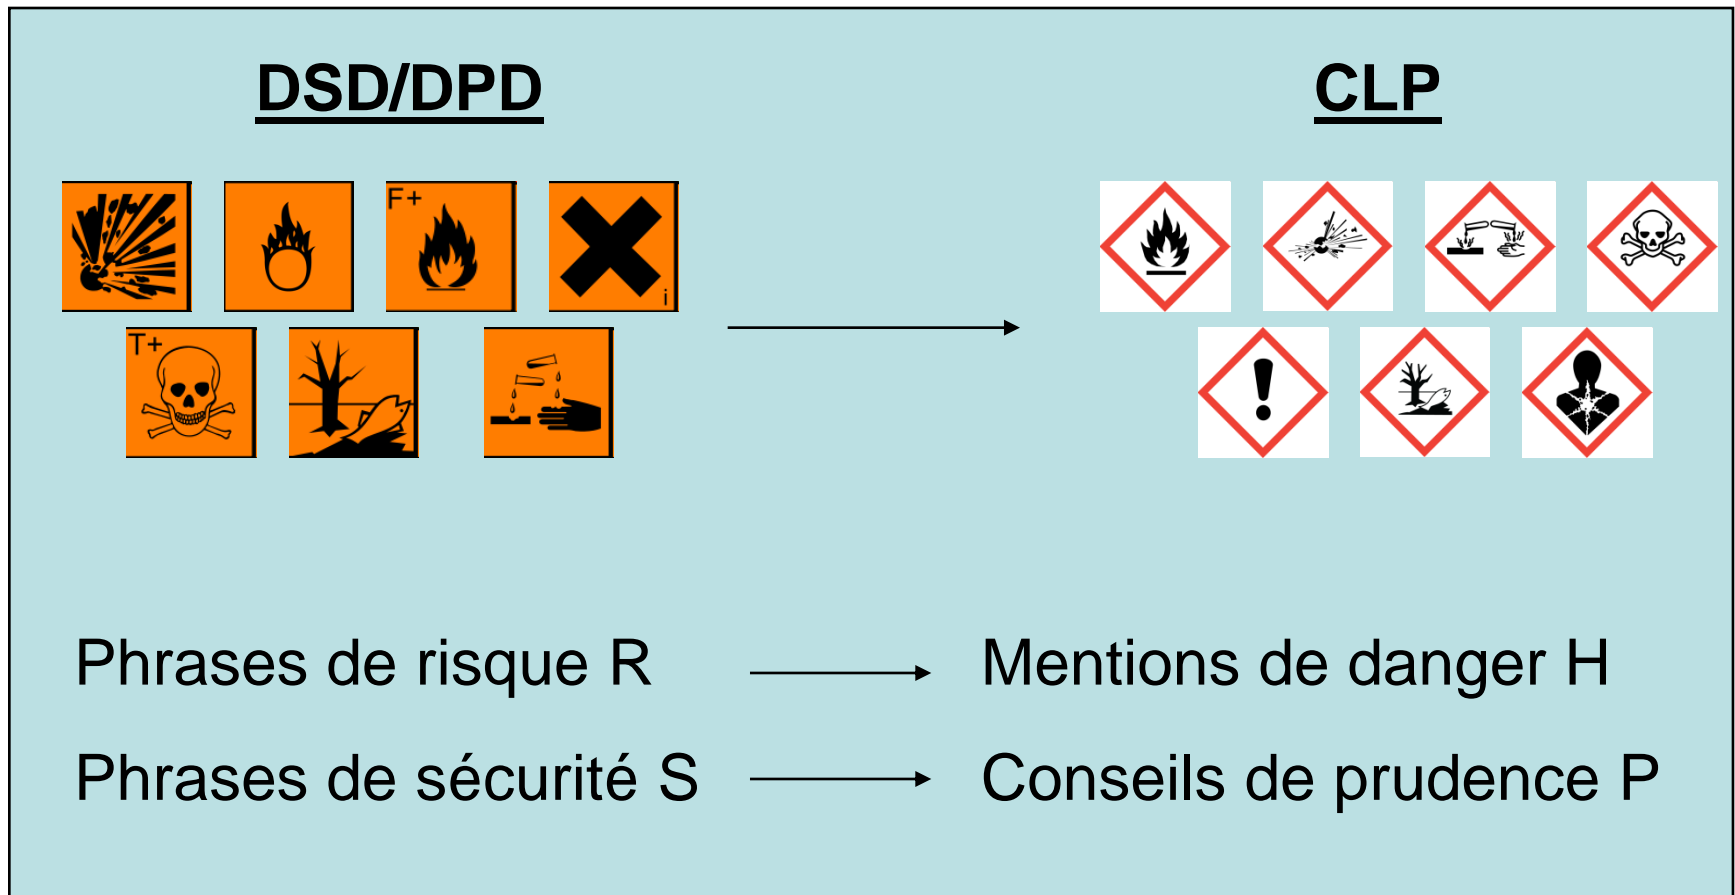 DSD/DPD
CLP
F+
i
T+
Phrases de risque R
Mentions de danger H
Phrases de sécurité S
Conseils de prudence P